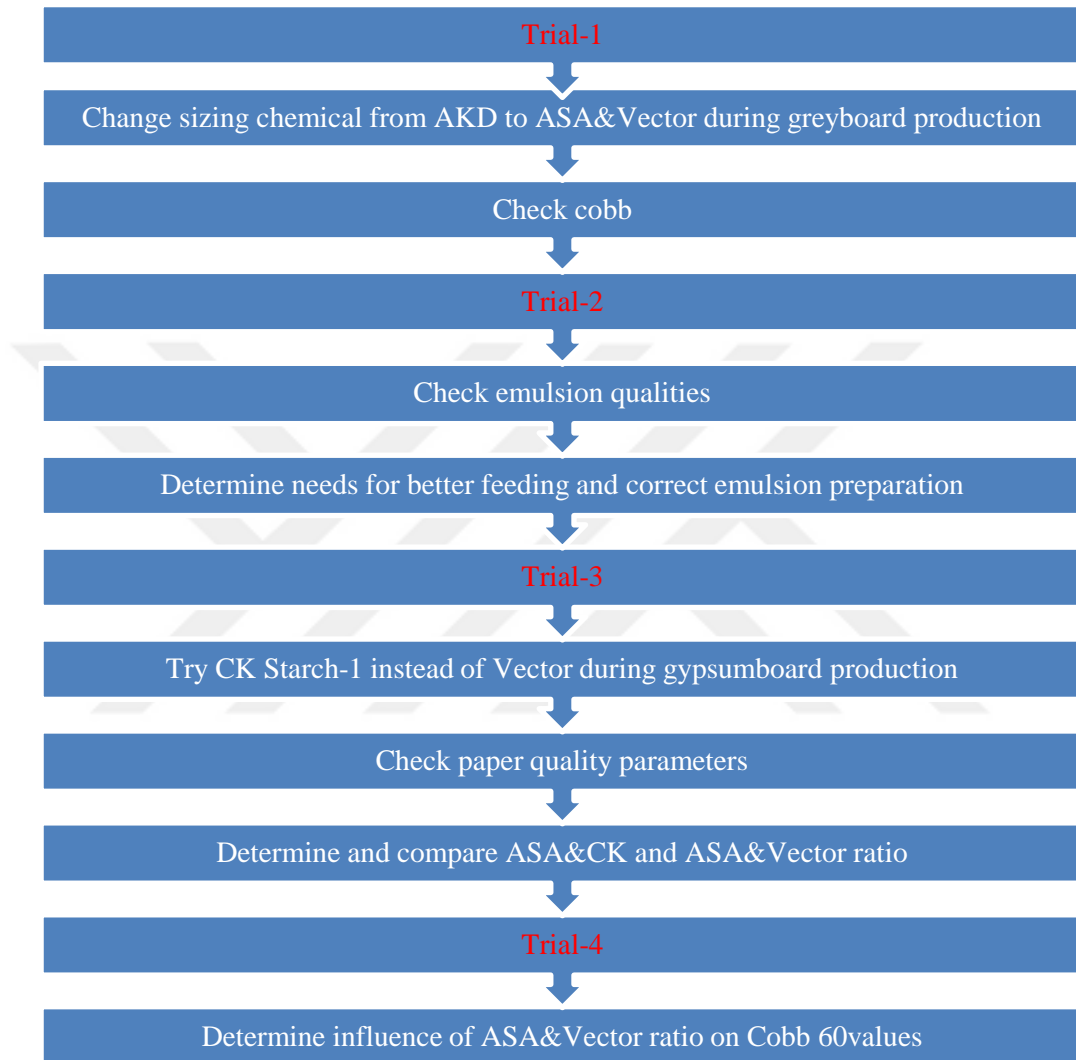 Trial-1
Change sizing chemical from AKD to ASA&Vector during greyboard production
Check cobb
Trial-2
Check emulsion qualities
Determine needs for better feeding and correct emulsion preparation
Trial-3
Try CK Starch-1 instead of Vector during gypsumboard production
Check paper quality parameters
Determine and compare ASA&CK and ASA&Vector ratio
Trial-4
Determine influence of ASA&Vector ratio on Cobb 60values